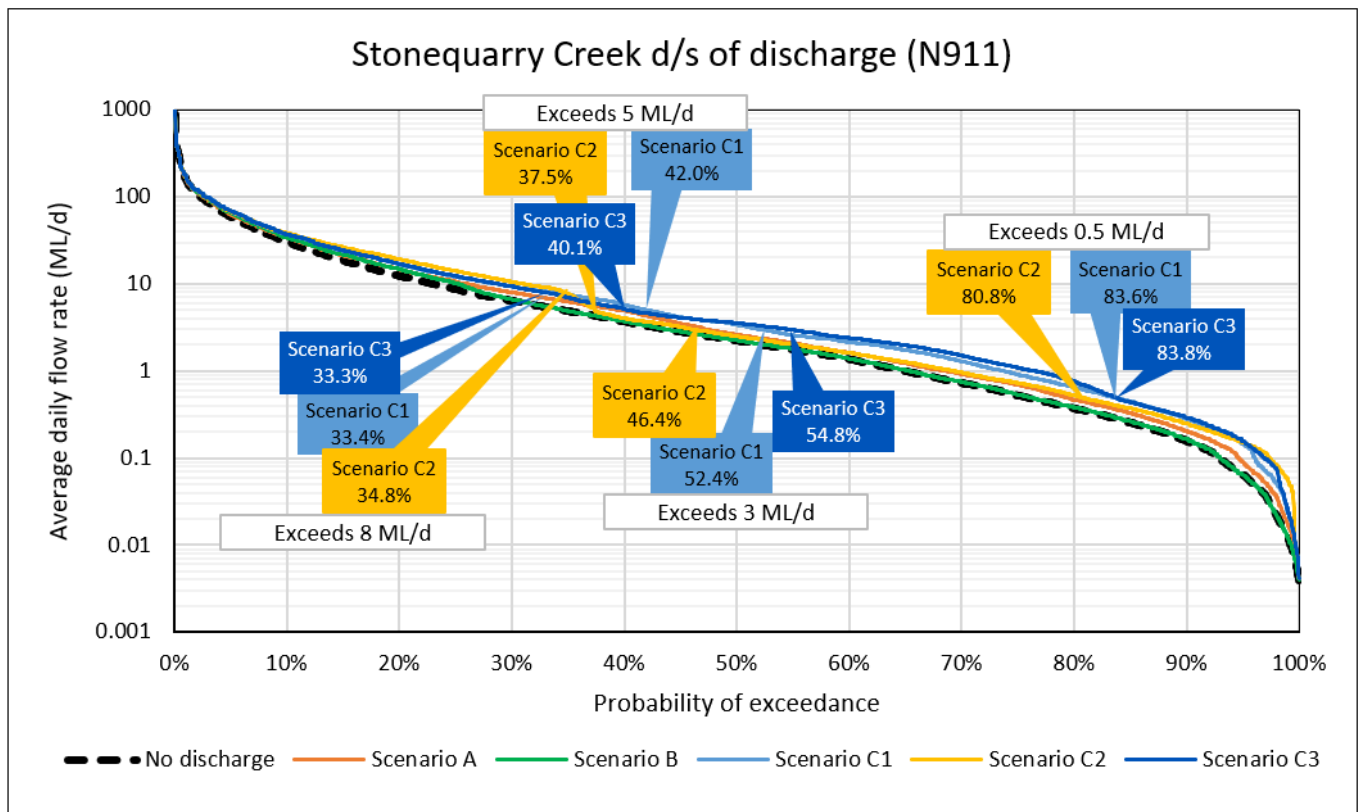 Stonequarry Creek d/s of discharge (N911)
Average daily flow rate (ML/d)
1000
100
10
1
0.1
0.01
0.001
Exceeds 5 ML/d
Scenario C2
37.5%
Scenario C1
42.0%
Scenario C3
40.1%
Exceeds 0.5 ML/d
Scenario C2
80.8%
Scenario C1
83.6%
Scenario C3
83.8%
Scenario C3
33.3%
Scenario C1
33.4%
Scenario C2
34.8%
Exceeds 8 ML/d
Scenario C2
46.4%
Scenario C1
52.4%
Scenario C3
54.8%
Exceeds 3 ML/d
0% 10% 20% 30% 40% 50% 60% 70% 80% 90% 100%
Probability of exceedance
No discharge Scenario A Scenario B Scenario C1 Scenario C2 Scenario C3